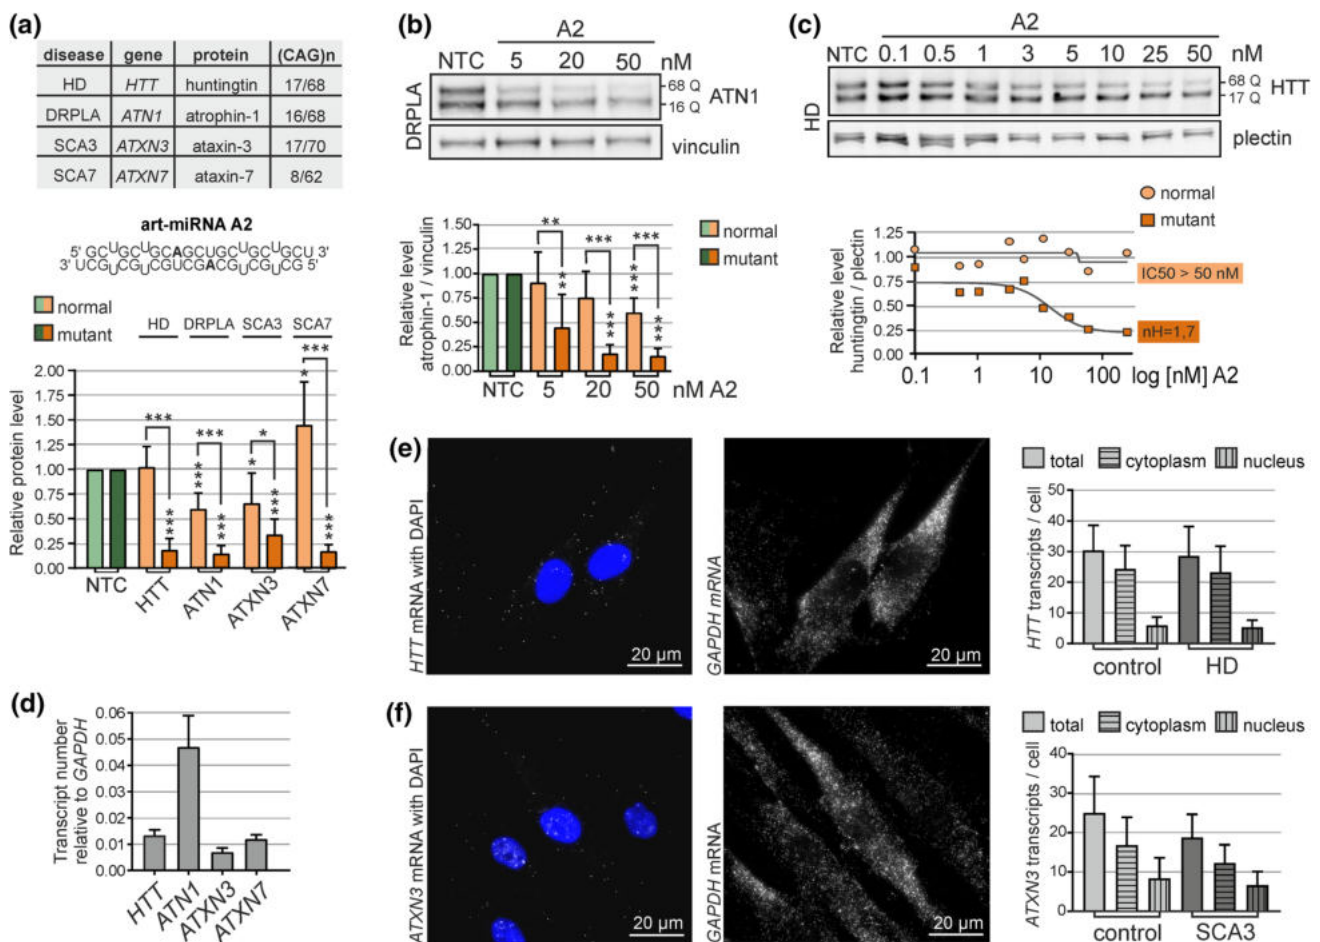 (a)
disease gene protein (CAG)n
HD HTT huntingtin 17/68
DRPLA ATN1 atrophin-1 16/68
SCA3 ATXN3 ataxin-3 17/70
SCA7 ATXN7 ataxin-7 8/62
art-miRNA A2
5' GCUGCUGCAGCUGCUGCUGCU 3'
3' UCGUCGUCGUCGACGUCGUCG 5'
normal
mutant
HD DRPLA SCA3 SCA7
Relative protein level
2.00
1.75
1.50
1.25
1.00
0.75
0.50
0.25
0.00
*** *** * ***
*** *** *** * *** * ***
NTC HTT ATN1 ATXN3 ATXN7
(b)
A2
NTC 5 20 50 nM
DRPLA
68 Q
16 Q
ATN1
vinculin
Relative level
atrophin-1 / vinculin
1.50
1.25
1.00
0.75
0.50
0.25
0.00
** *** ***
** *** *** ***
normal
mutant
NTC 5 20 50 nM A2
(c)
A2
NTC 0.1 0.5 1 3 5 10 25 50 nM
HD
68 Q
17 Q
HTT
plectin
normal
mutant
Relative level
huntingtin / plectin
1.25
1.00
0.75
0.50
0.25
0.00
IC50 > 50 nM
nH=1,7
0.1 1 10 100 log [nM] A2
(d)
Transcript number
relative to GAPDH
0.06
0.05
0.04
0.03
0.02
0.01
0.00
HTT ATN1 ATXN3 ATXN7
(e)
HTT mRNA with DAPI
20 µm
GAPDH mRNA
20 µm
total cytoplasm nucleus
HTT transcripts / cell
50
40
30
20
10
0
control HD
(f)
ATXN3 mRNA with DAPI
20 µm
GAPDH mRNA
20 µm
total cytoplasm nucleus
ATXN3 transcripts / cell
40
30
20
10
0
control SCA3